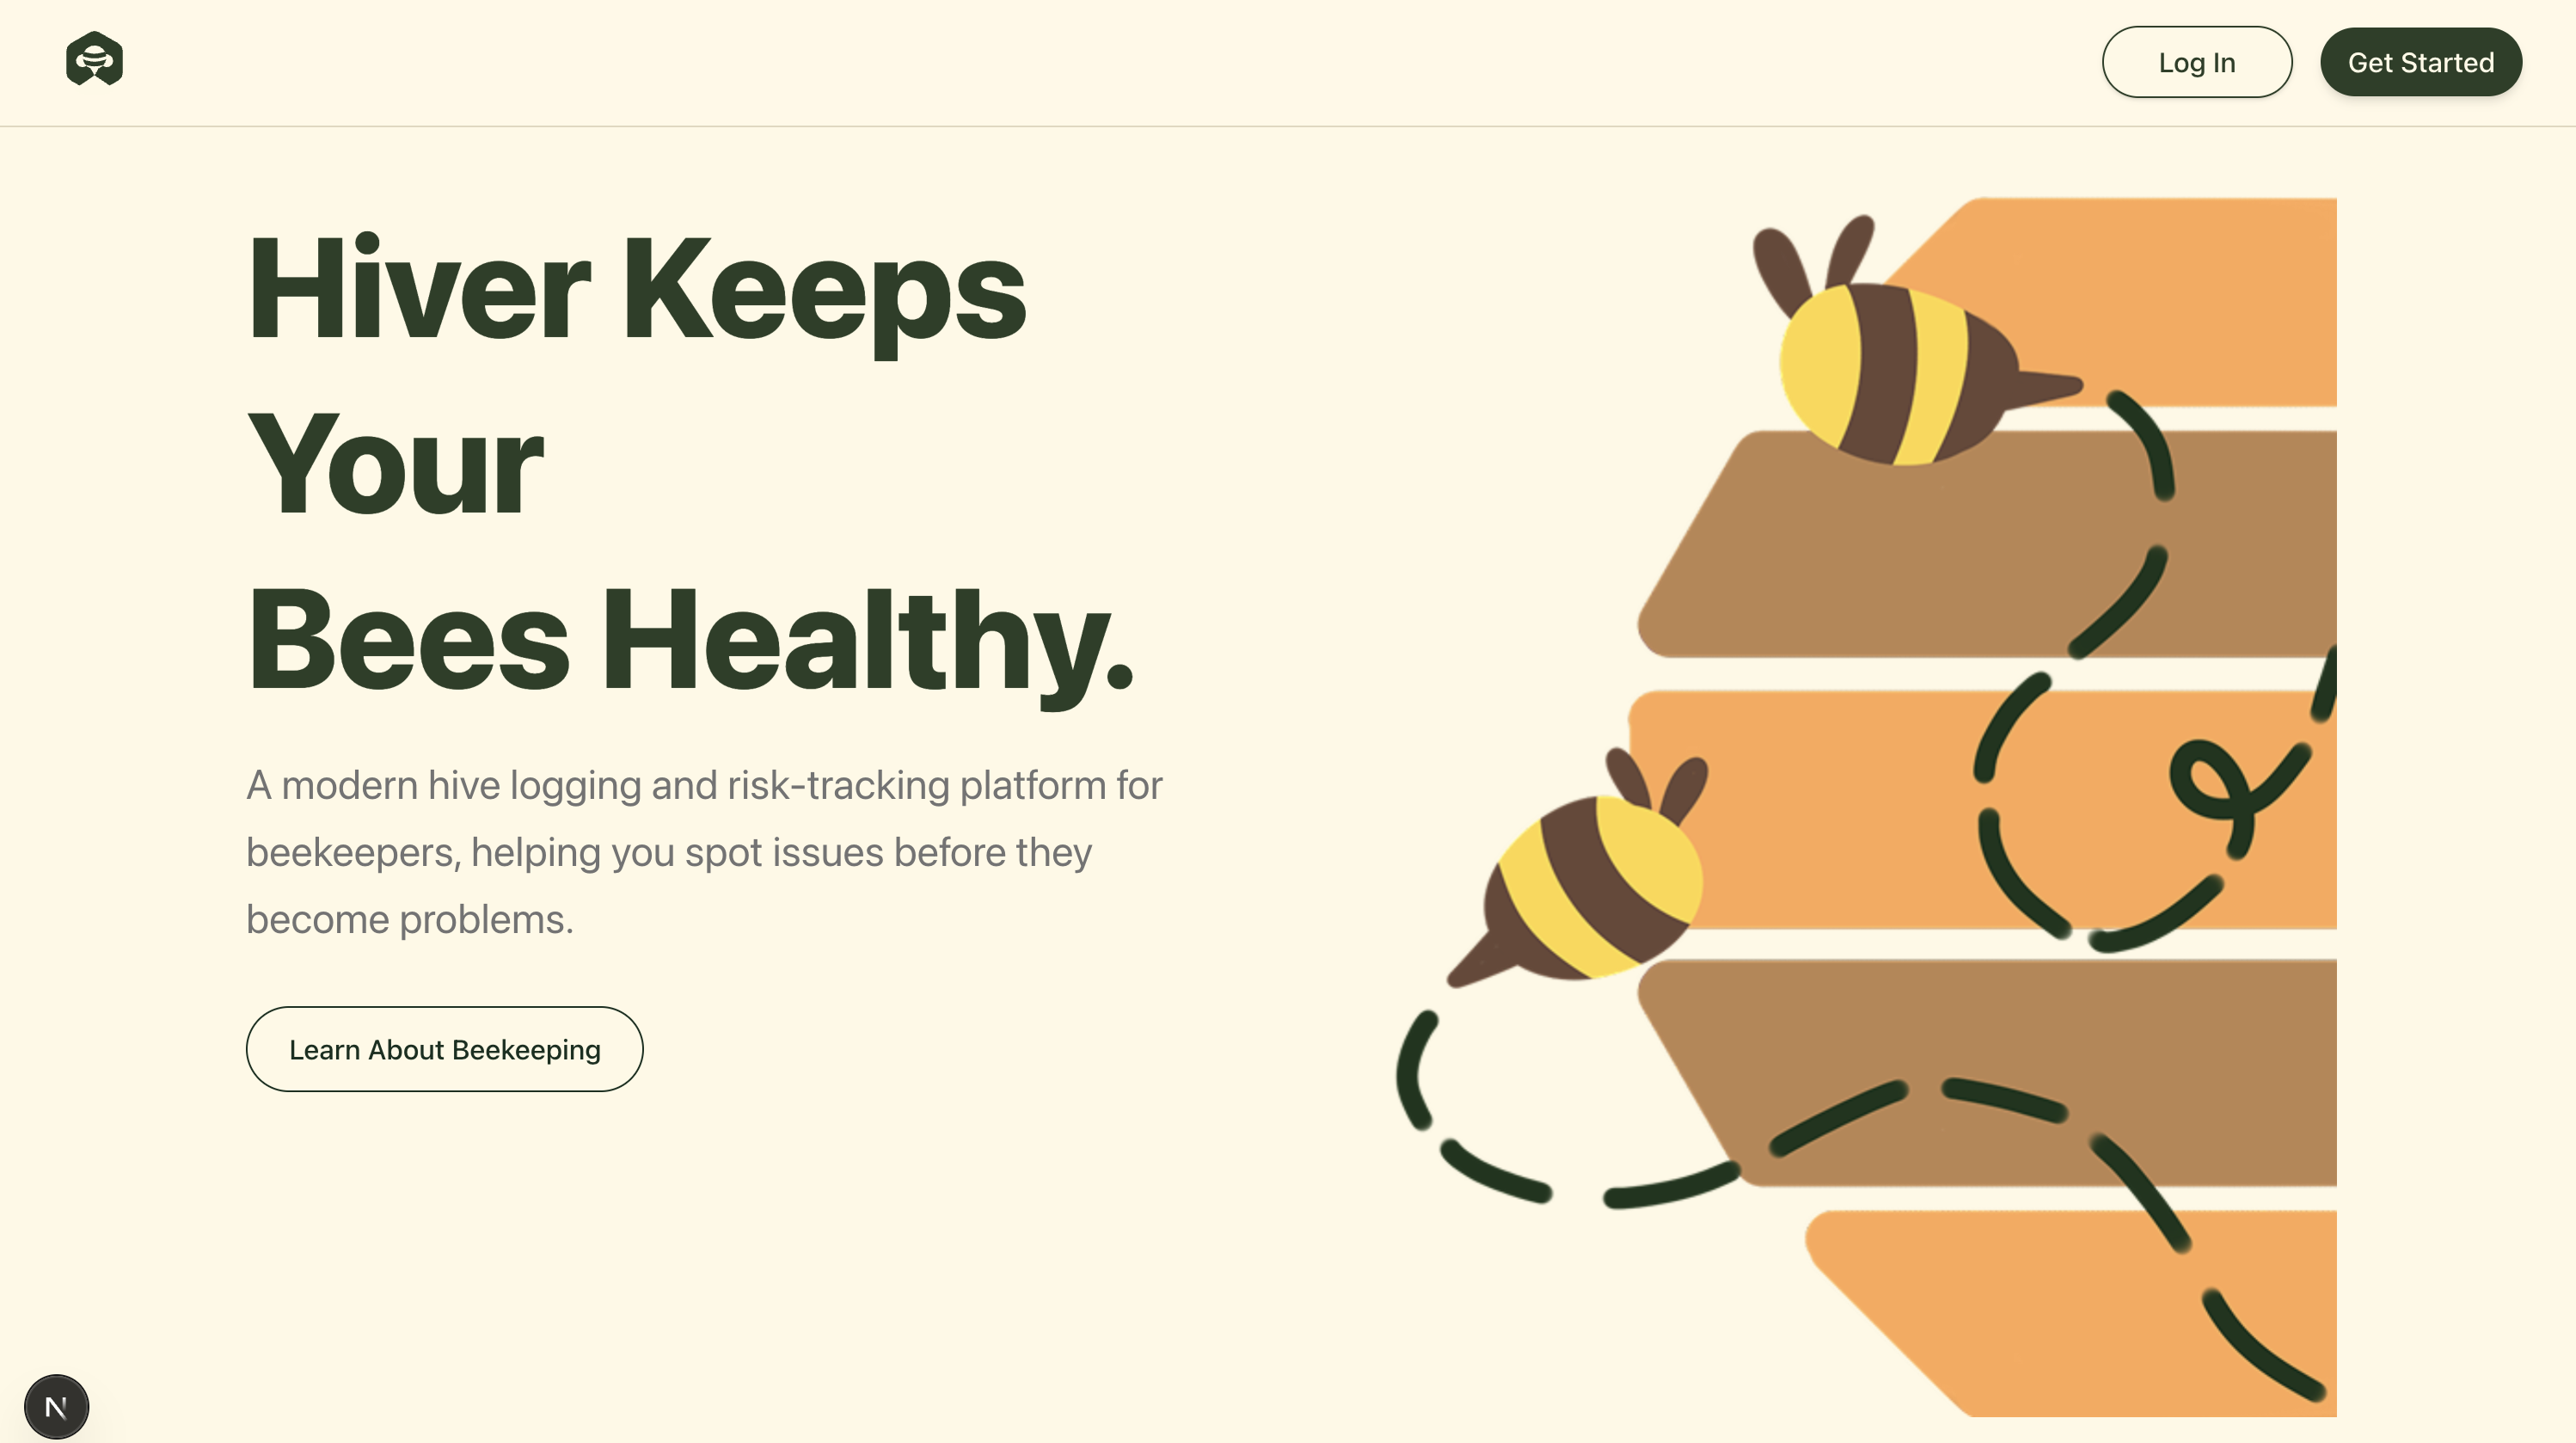 Log In
Get Started
Hiver Keeps
Your
Bees Healthy.
A modern hive logging and risk-tracking platform for
beekeepers, helping you spot issues before they
become problems.
Learn About Beekeeping
N